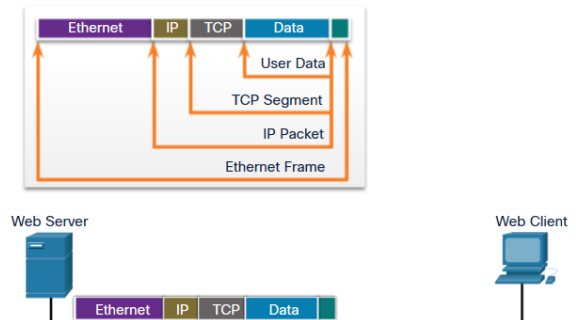 Ethernet IP TCP Data
User Data
TCP Segment
IP Packet
Ethernet Frame
Web Server Web Client
Ethernet IP TCP Data